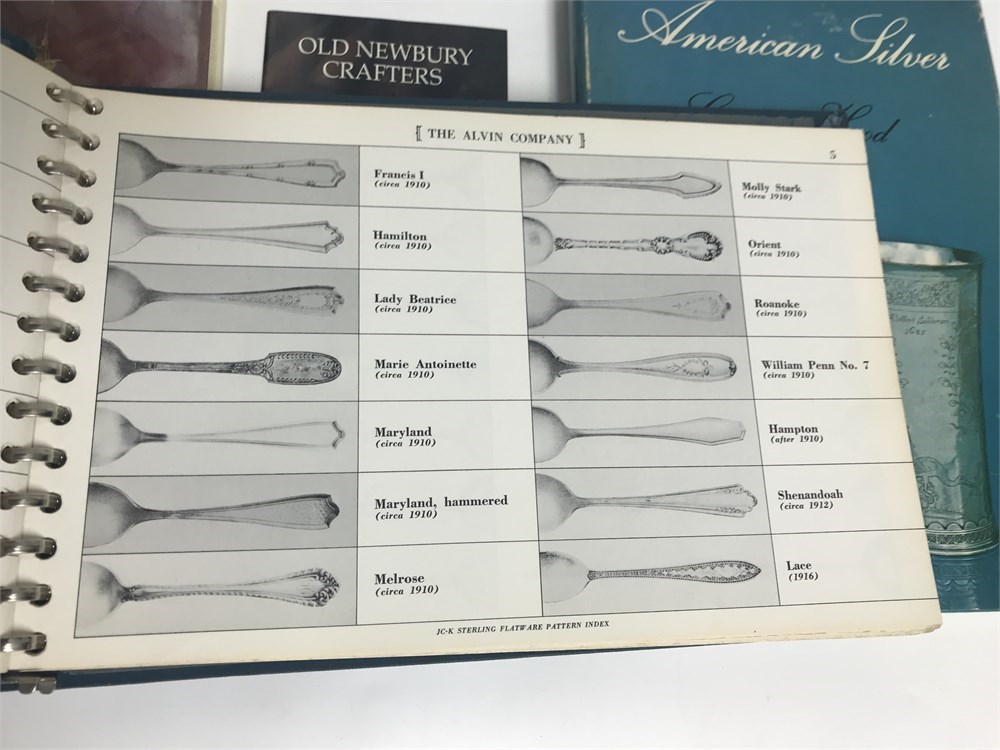 OLD NEWBURY
CRAFTERS
American Silver
THE ALVIN COMPANY
5
Francis I
(circa 1910)
Hamilton
(circa 1910)
Lady Beatrice
(circa 1910)
Marie Antoinette
(circa 1910)
Maryland
(circa 1910)
Maryland, hammered
(circa 1910)
Melrose
(circa 1910)
Molly Stark
(circa 1910)
Orient
(circa 1910)
Roanoke
(circa 1910)
William Penn No. 7
(circa 1910)
Hampton
(after 1910)
Shenandoah
(circa 1912)
Lace
(1916)
JC-K STERLING FLATWARE PATTERN INDEX